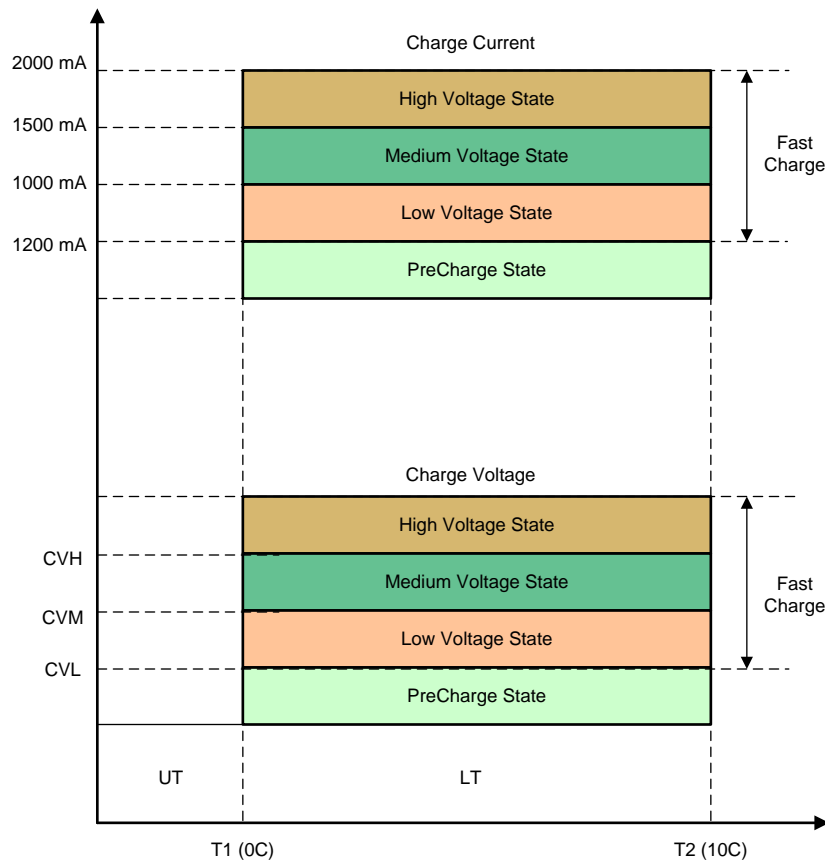 Charge Current
2000 mA
High Voltage State
1500 mA
Medium Voltage State
Fast
Charge
1000 mA
Low Voltage State
1200 mA
PreCharge State
Charge Voltage
High Voltage State
CVH
Medium Voltage State
Fast
Charge
CVM
Low Voltage State
CVL
PreCharge State
UT
LT
T1 (0C)
T2 (10C)